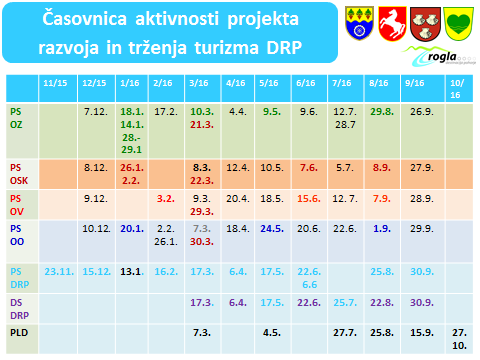 Časovnica aktivnosti projekta
razvoja in trženja turizma DRP
rogla
11/15 12/15 1/16 2/16 3/16 4/16 5/16 6/16 7/16 8/16 9/16 10/
16
PS 7.12. 18.1. 17.2. 10.3. 4.4. 9.5. 9.6. 12.7. 29.8. 26.9.
OZ 14.1. 21.3. 28.7
28.-
29.1
PS 8.12. 26.1. 8.3. 12.4. 10.5. 7.6. 5.7. 8.9. 27.9.
OSK 2.2. 22.3.
PS 9.12. 3.2. 9.3. 20.4. 18.5. 15.6. 12. 7. 7.9. 28.9.
OV 29.3.
PS 10.12. 20.1. 2.2. 7.3. 18.4. 24.5. 20.6. 22.6. 1.9. 29.9.
OO 26.1. 30.3.
PS 23.11. 15.12. 13.1. 16.2. 17.3. 6.4. 17.5. 22.6. 25.8. 30.9.
DRP 6.6
DS 17.3. 6.4. 17.5. 22.6. 25.7. 22.8. 30.9.
DRP
PLD 7.3. 4.5. 27.7. 25.8. 15.9. 27.
10.